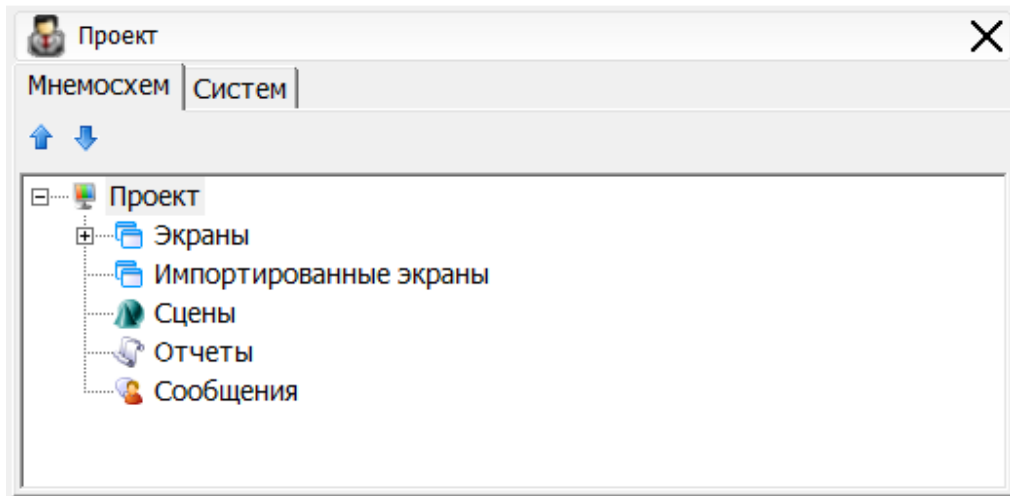 Проект
Мнемосхем Систем
Проект
Экраны
Импортированные экраны
Сцены
Отчеты
Сообщения